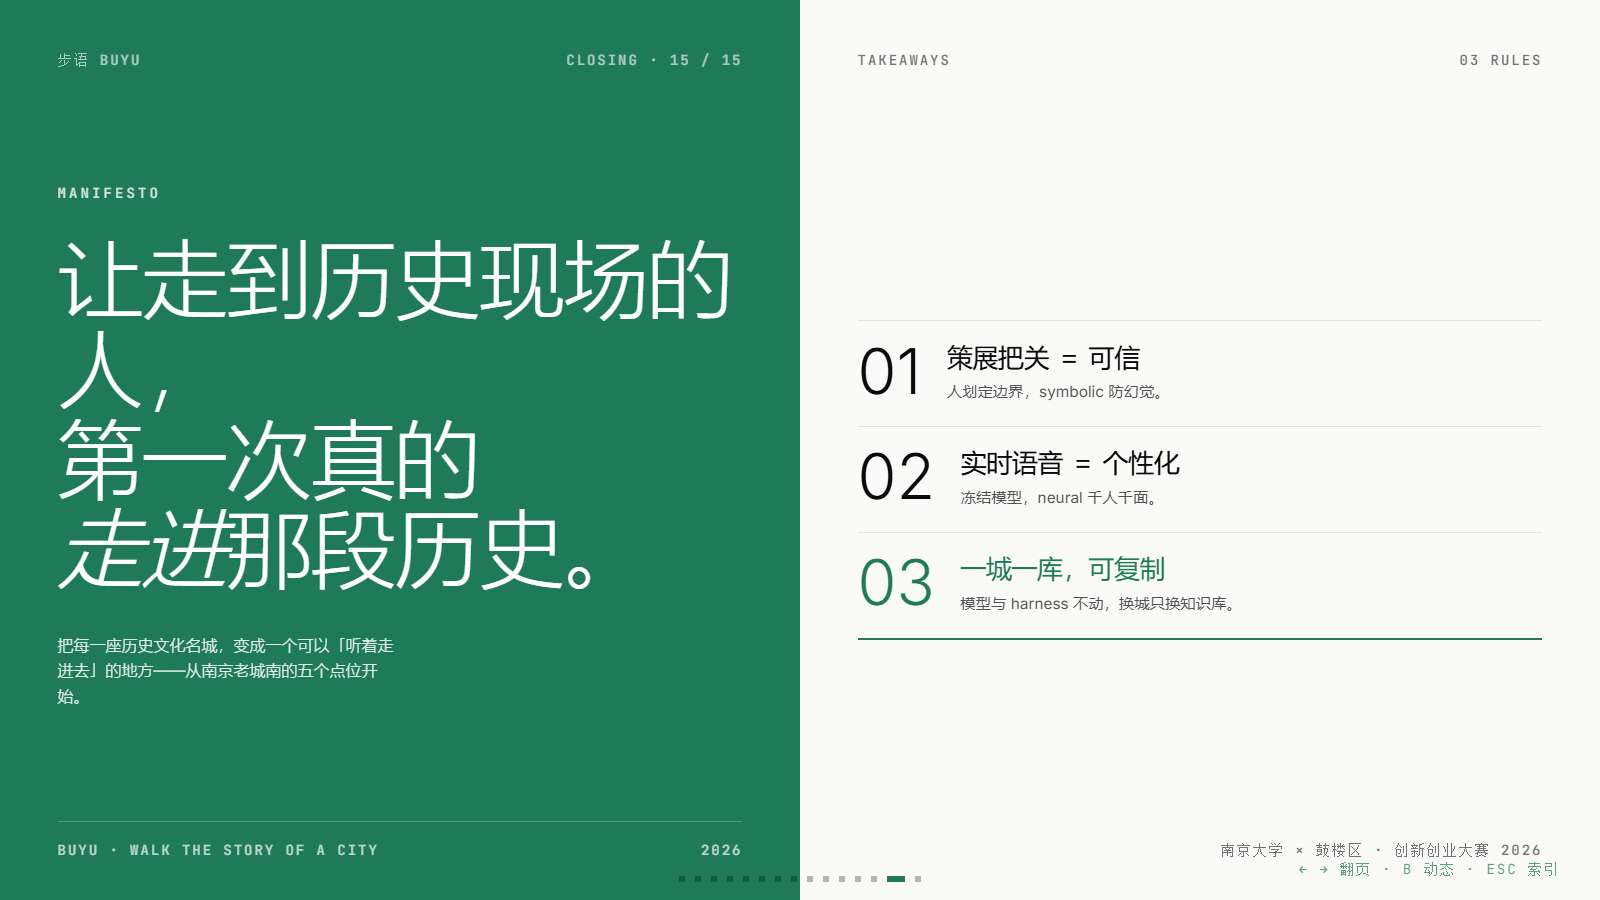 步语 BUYU
CLOSING · 15 / 15
MANIFESTO
让走到历史现场的
人，
第一次真的
走进那段历史。
把每一座历史文化名城，变成一个可以「听着走
进去」的地方——从南京老城南的五个点位开
始。
BUYU · WALK THE STORY OF A CITY
2026
TAKEAWAYS
03 RULES
01
策展把关 = 可信
人划定边界，symbolic 防幻觉。
02
实时语音 = 个性化
冻结模型，neural 千人千面。
03
一城一库，可复制
模型与 harness 不动，换城只换知识库。
南京大学 × 鼓楼区 · 创新创业大赛 2026
← → 翻页 · B 动态 · ESC 索引